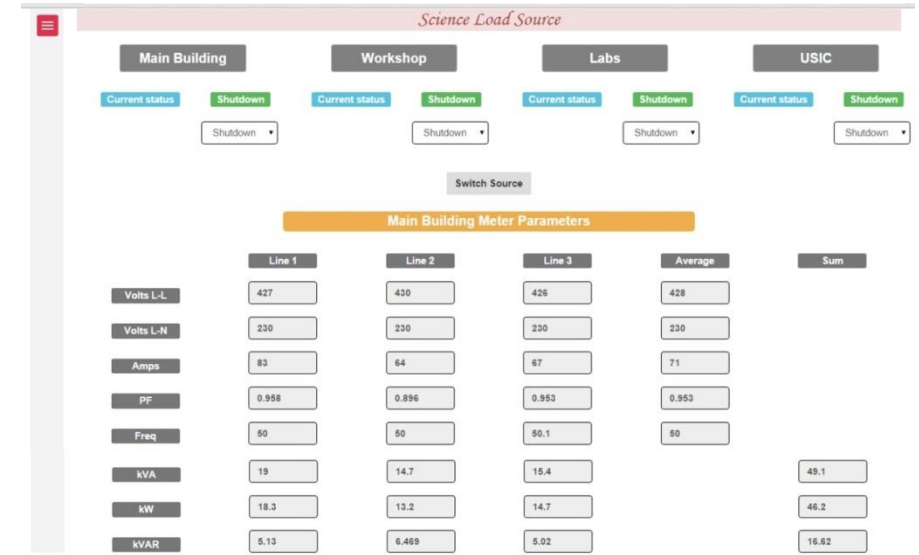 Science Load Source
Main Building Workshop Labs USIC
Current status Shutdown Current status Shutdown Current status Shutdown Current status Shutdown
Shutdown Shutdown Shutdown Shutdown
Switch Source
Main Building Meter Parameters
Line 1 Line 2 Line 3 Average Sum
Volts L-L 427 430 426 428
Volts L-N 230 230 230 230
Amps 83 64 67 71
PF 0.958 0.896 0.953 0.953
Freq 50 50 50.1 50
kVA 19 14.7 15.4 49.1
kW 18.3 13.2 14.7 46.2
kVAR 5.13 6.469 5.02 16.62